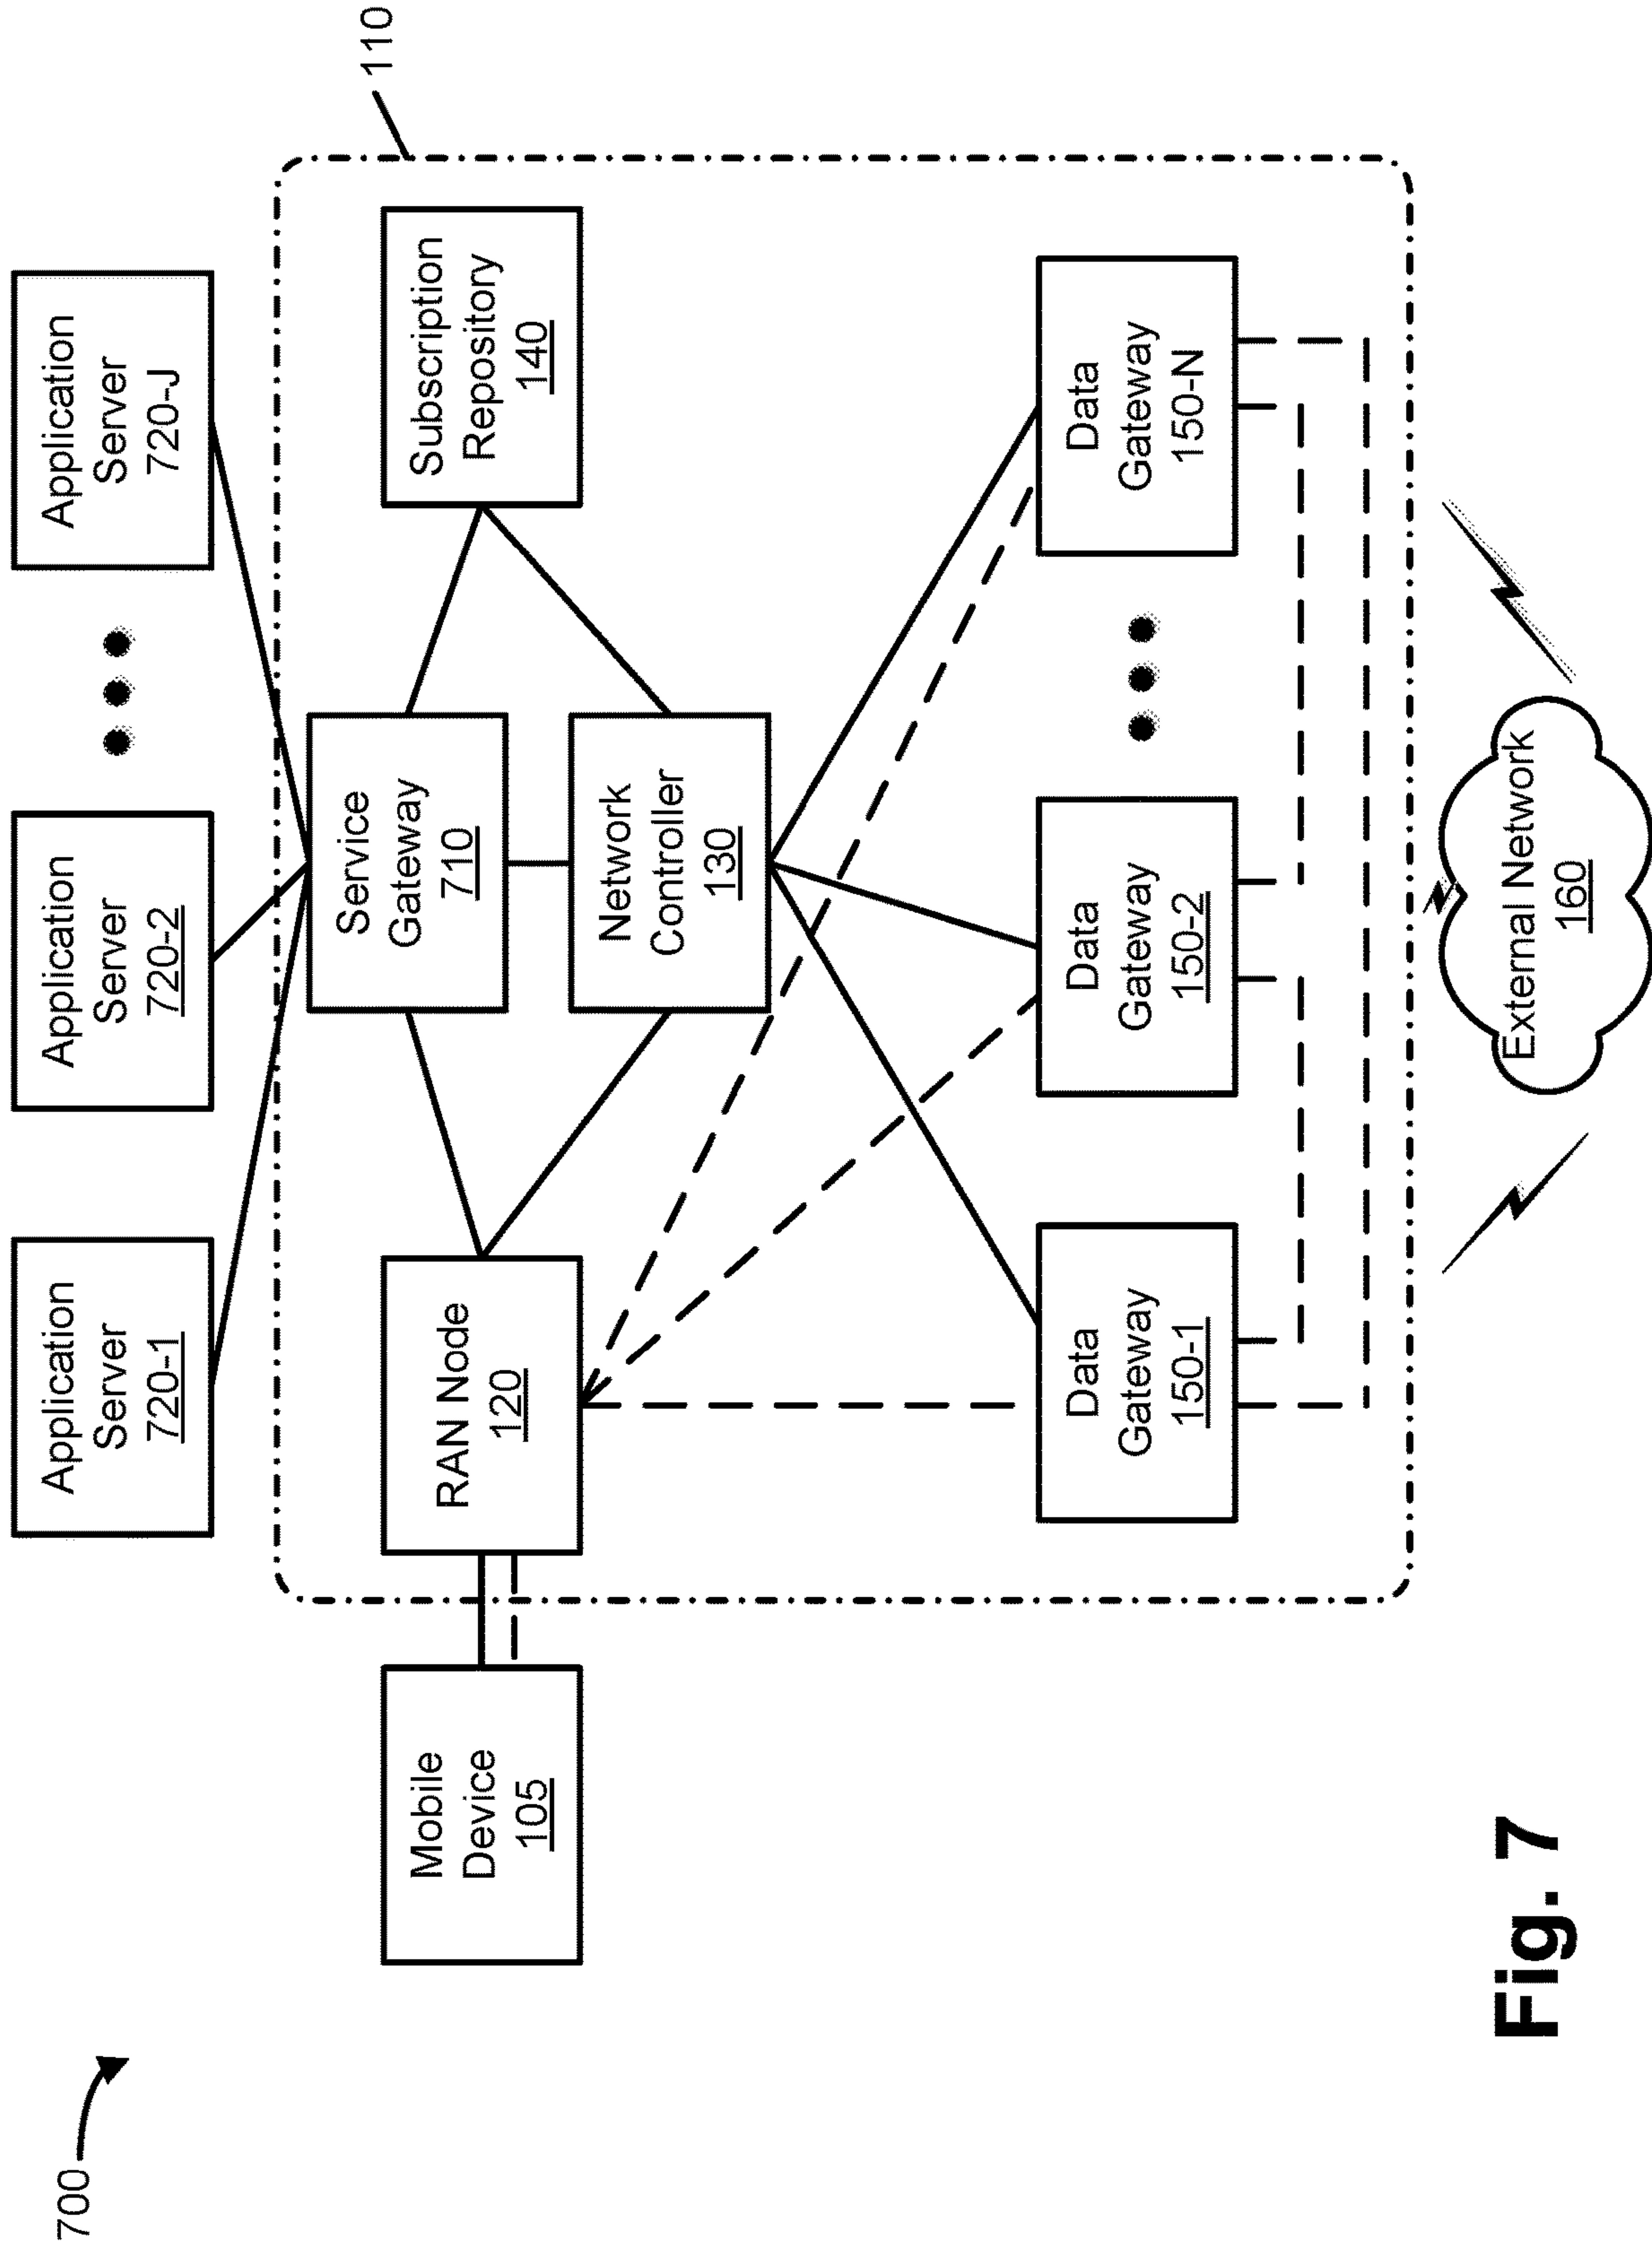 700
Application
Server
720-1
Application
Server
720-2
Application
Server
720-J
110
Mobile
Device
105
RAN Node
120
Service
Gateway
710
Subscription
Repository
140
Network
Controller
130
Data
Gateway
150-1
Data
Gateway
150-2
Data
Gateway
150-N
External Network
160
Fig. 7